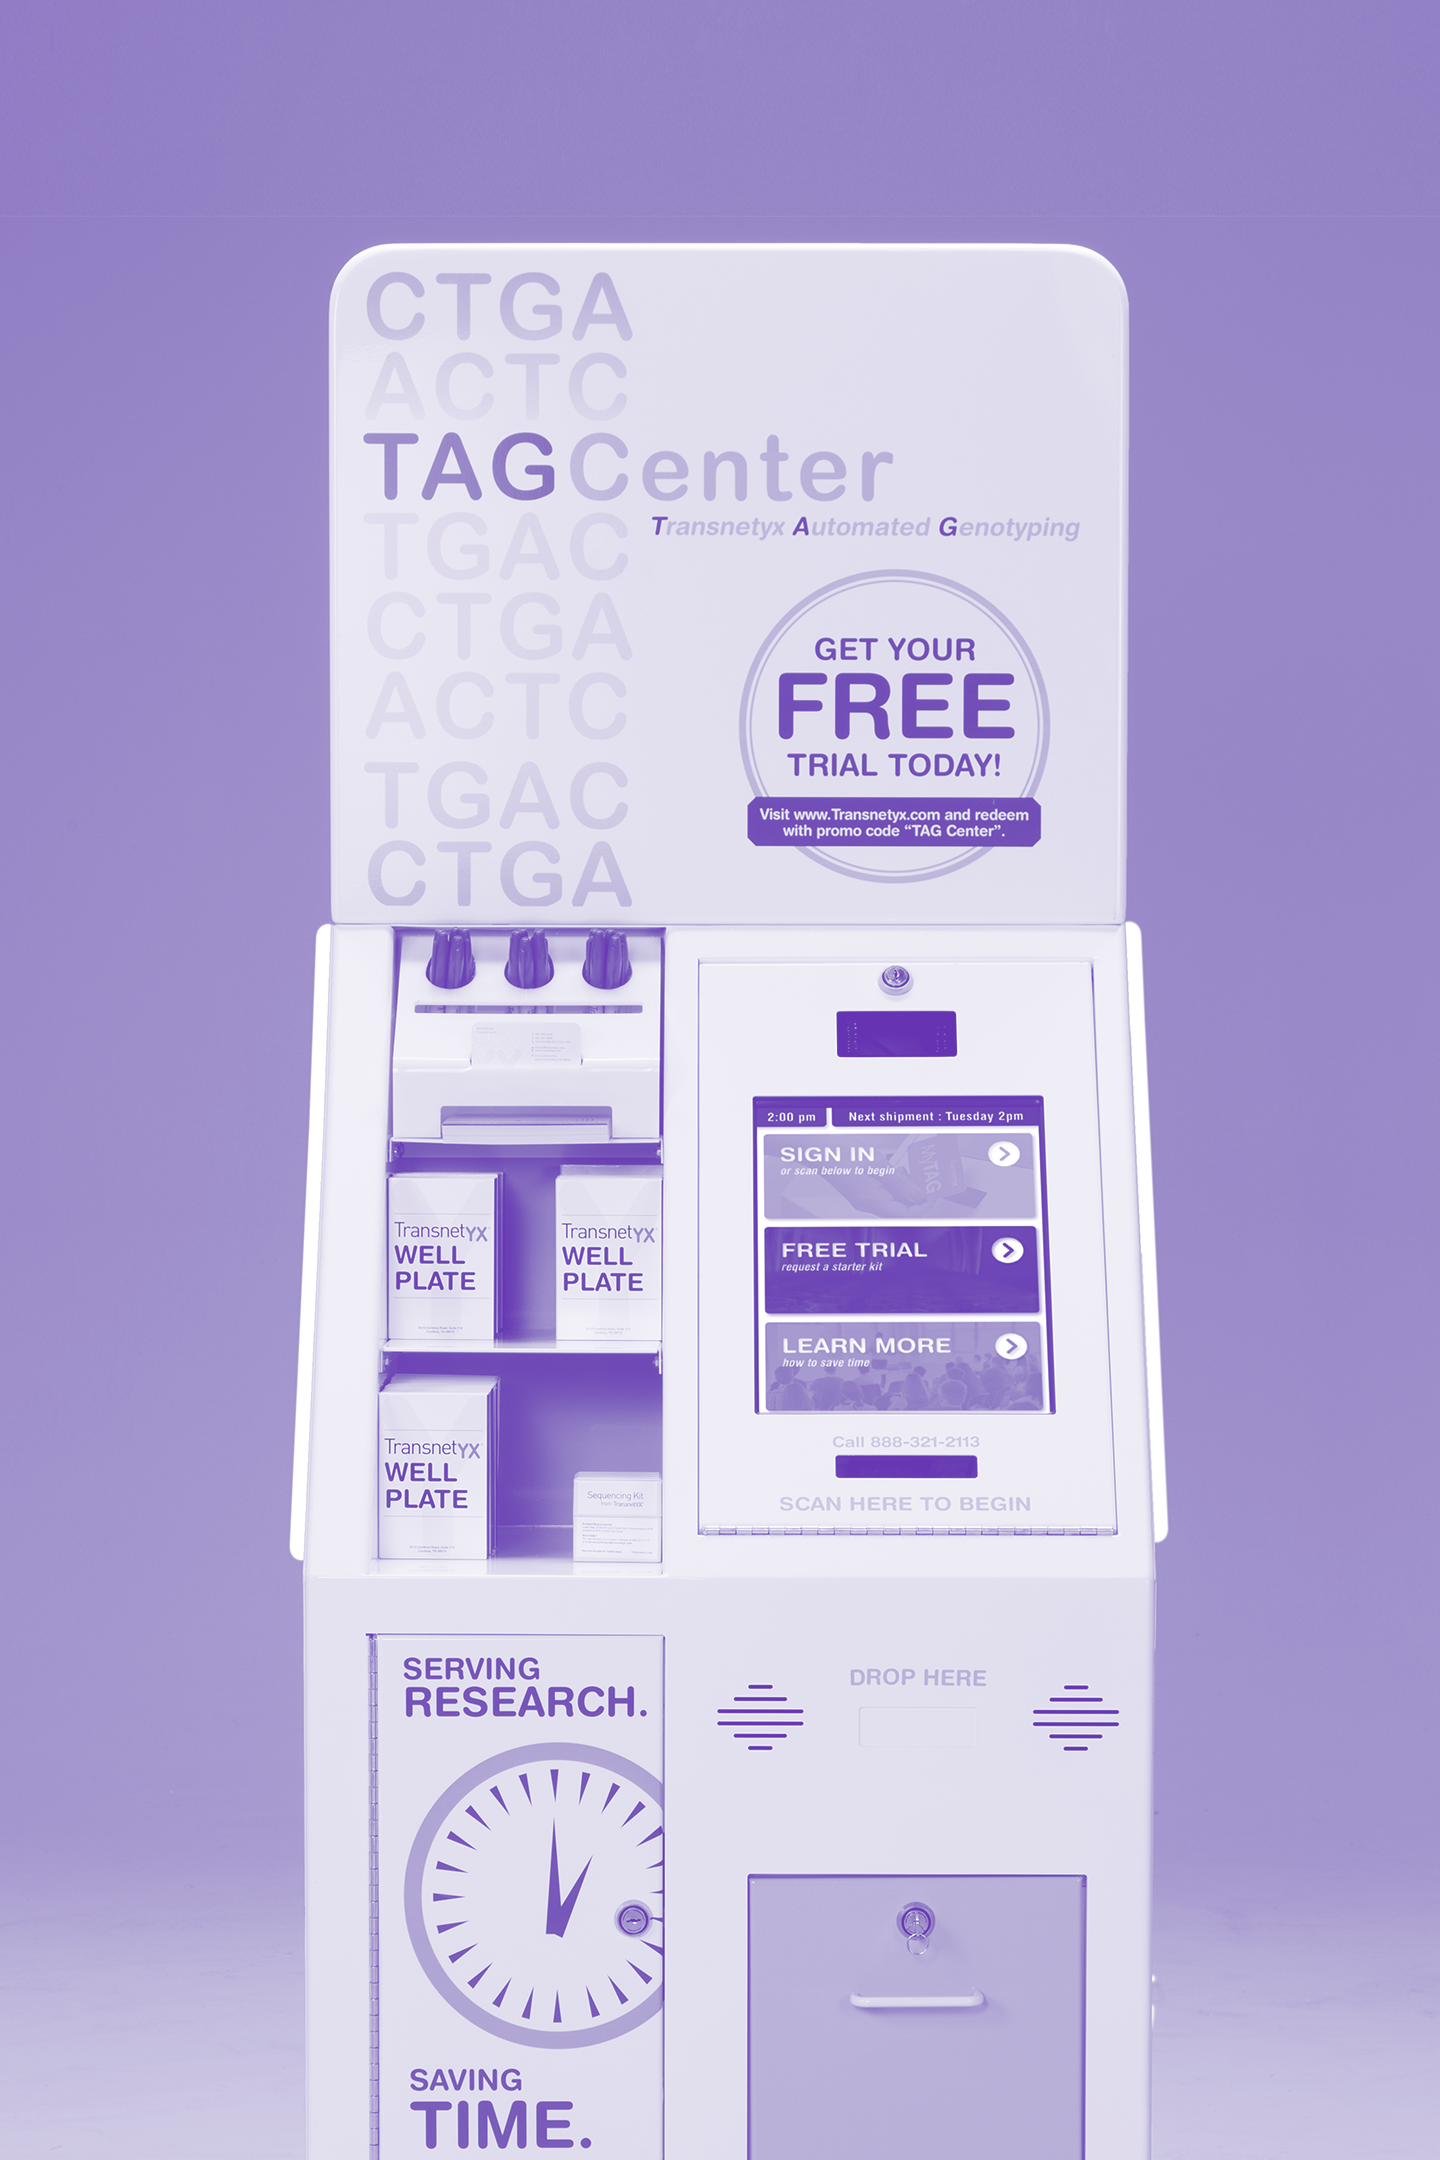 CTGA
ACTC
TAGCenter
Transnetyx Automated Genotyping
TGAC
CTGA
ACTC
TGAC
CTGA
GET YOUR
FREE
TRIAL TODAY!
Visit www.Transnetyx.com and redeem
with promo code “TAG Center”.
2:00 pm
Next shipment : Tuesday 2pm
SIGN IN
or scan below to begin
FREE TRIAL
request a starter kit
LEARN MORE
how to save time
Call 888-321-2113
SCAN HERE TO BEGIN
TransnetYX
WELL
PLATE
TransnetYX
WELL
PLATE
TransnetYX
WELL
PLATE
Sequencing Kit
from TransnetYX
SERVING
RESEARCH.
SAVING
TIME.
DROP HERE